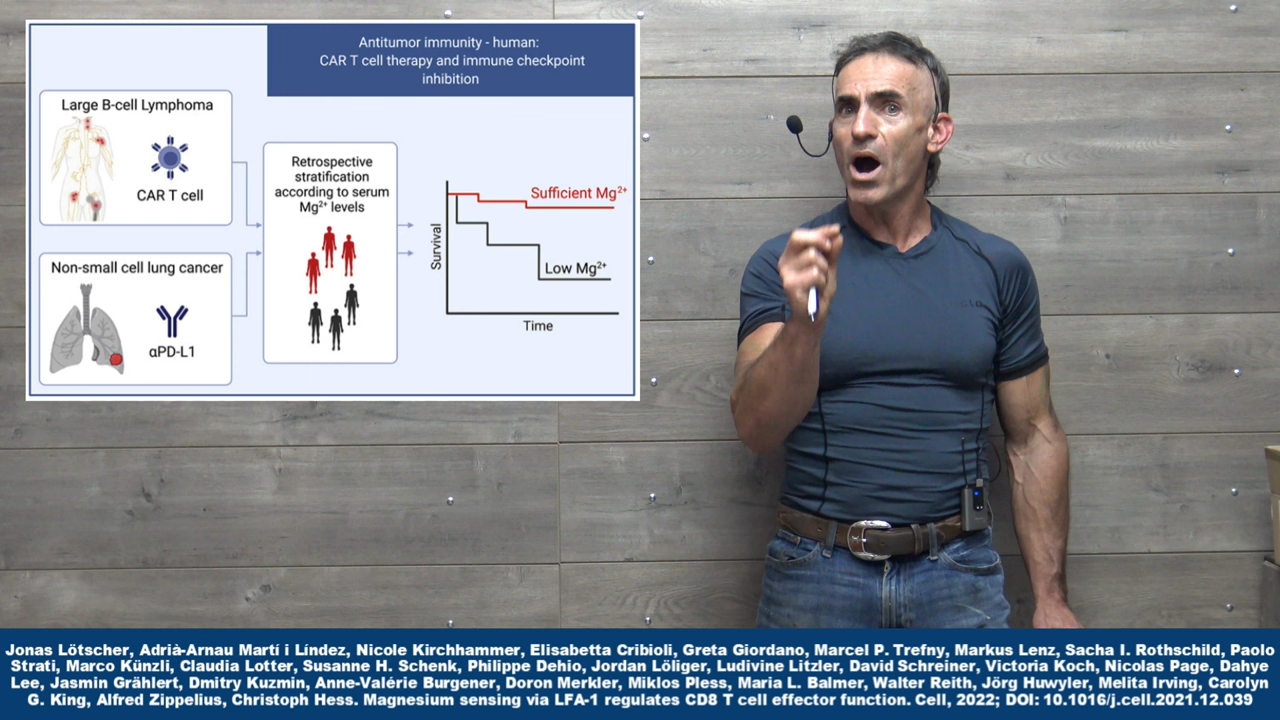 Antitumor immunity - human:
CAR T cell therapy and immune checkpoint
inhibition
Large B-cell Lymphoma
CAR T cell
Non-small cell lung cancer
αPD-L1
Retrospective
stratification
according to serum
Mg²⁺ levels
Survival
Sufficient Mg²⁺
Low Mg²⁺
Time
Jonas Lötscher, Adrià-Arnau Martí i Líndez, Nicole Kirchhammer, Elisabetta Cribioli, Greta Giordano, Marcel P. Trefny, Markus Lenz, Sacha I. Rothschild, Paolo
Strati, Marco Künzli, Claudia Lotter, Susanne H. Schenk, Philippe Dehio, Jordan Löliger, Ludivine Litzler, David Schreiner, Victoria Koch, Nicolas Page, Dahye
Lee, Jasmin Grählert, Dmitry Kuzmin, Anne-Valérie Burgener, Doron Merkler, Miklos Pless, Maria L. Balmer, Walter Reith, Jörg Huwyler, Melita Irving, Carolyn
G. King, Alfred Zippelius, Christoph Hess. Magnesium sensing via LFA-1 regulates CD8 T cell effector function. Cell, 2022; DOI: 10.1016/j.cell.2021.12.039